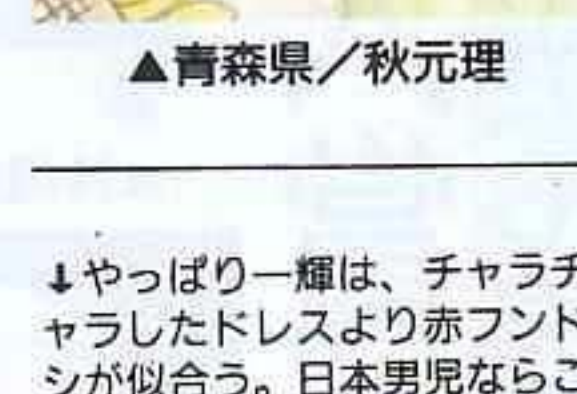 ▲青森県／秋元理
⬇やっぱり一輝は、チャラチ
ャラしたドレスより赤フンド
シが似合う。日本男児ならこ